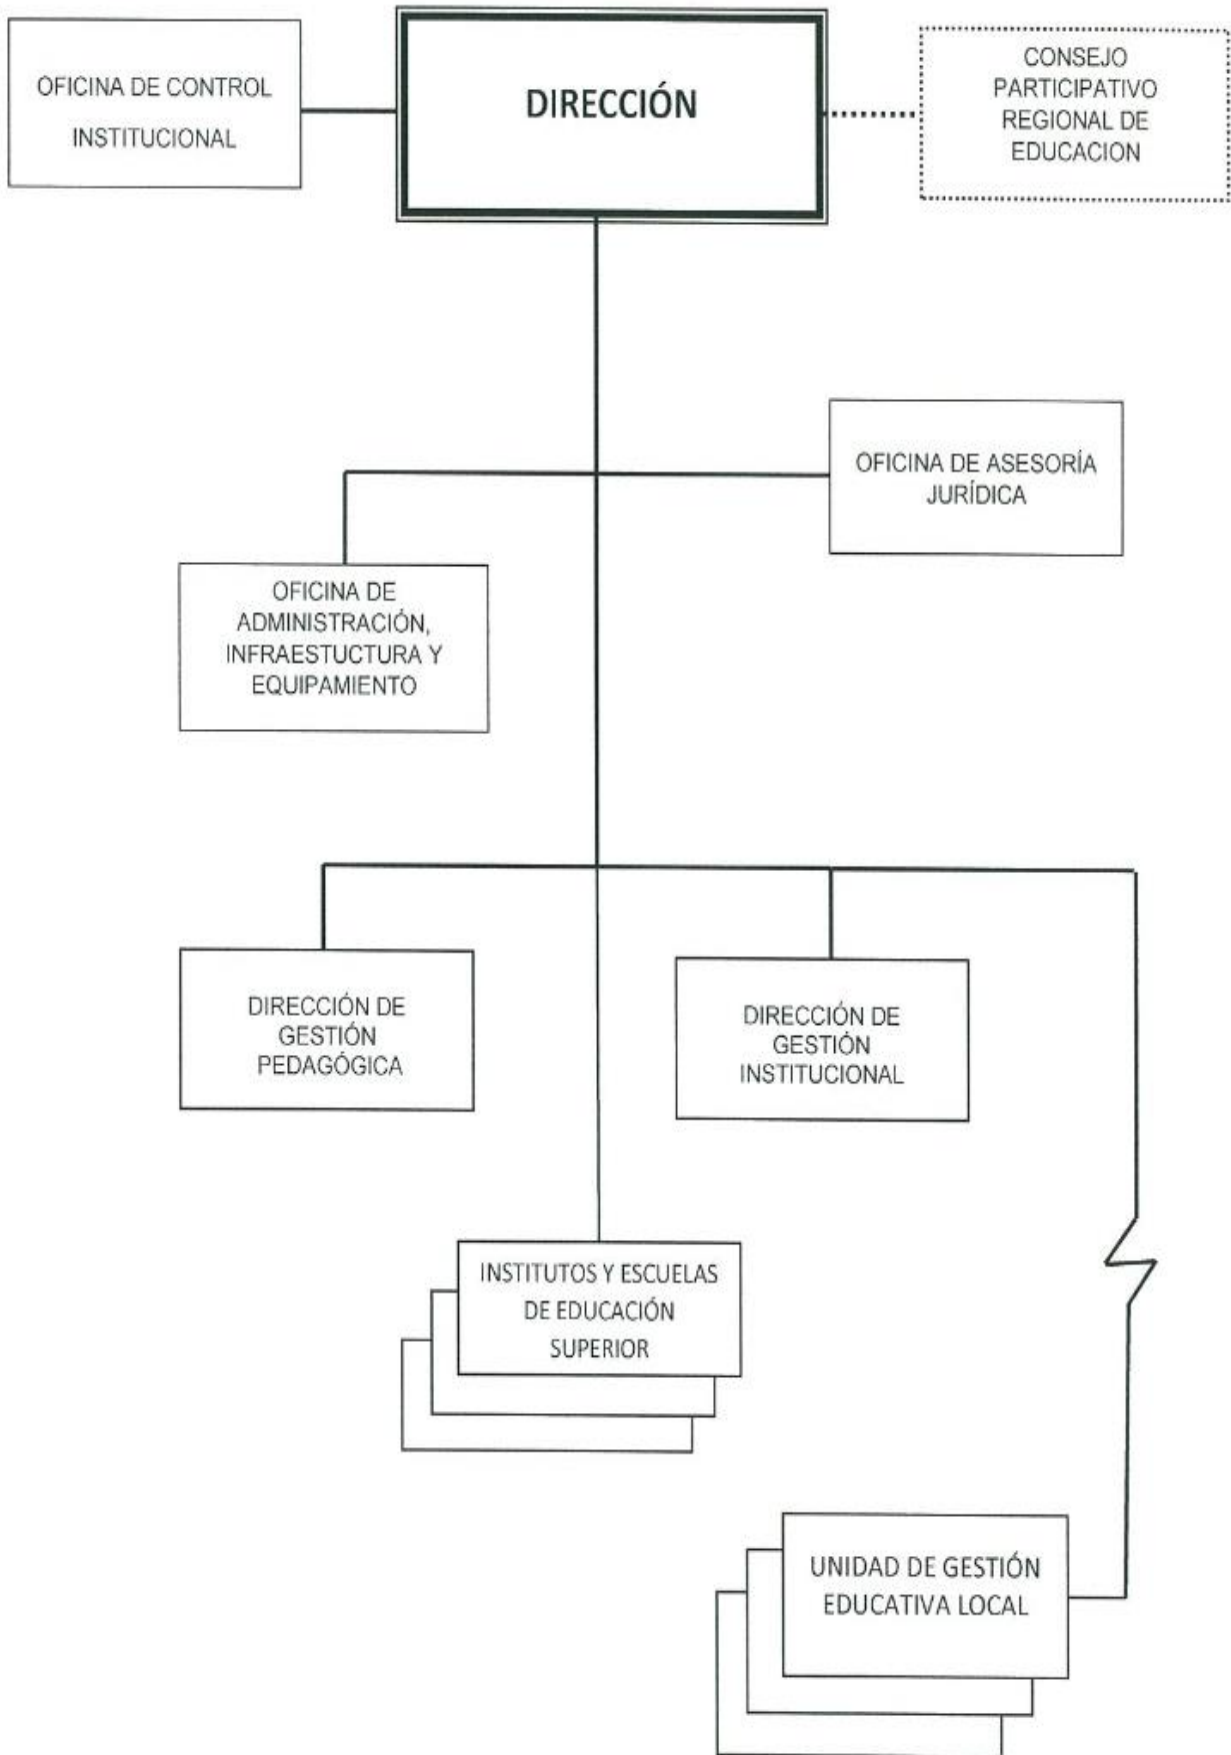 OFICINA DE CONTROL
INSTITUCIONAL
DIRECCIÓN
CONSEJO
PARTICIPATIVO
REGIONAL DE
EDUCACION
OFICINA DE ASESORÍA
JURÍDICA
OFICINA DE
ADMINISTRACIÓN,
INFRAESTUCTURA Y
EQUIPAMIENTO
DIRECCIÓN DE
GESTIÓN
PEDAGÓGICA
DIRECCIÓN DE
GESTIÓN
INSTITUCIONAL
INSTITUTOS Y ESCUELAS
DE EDUCACIÓN
SUPERIOR
UNIDAD DE GESTIÓN
EDUCATIVA LOCAL